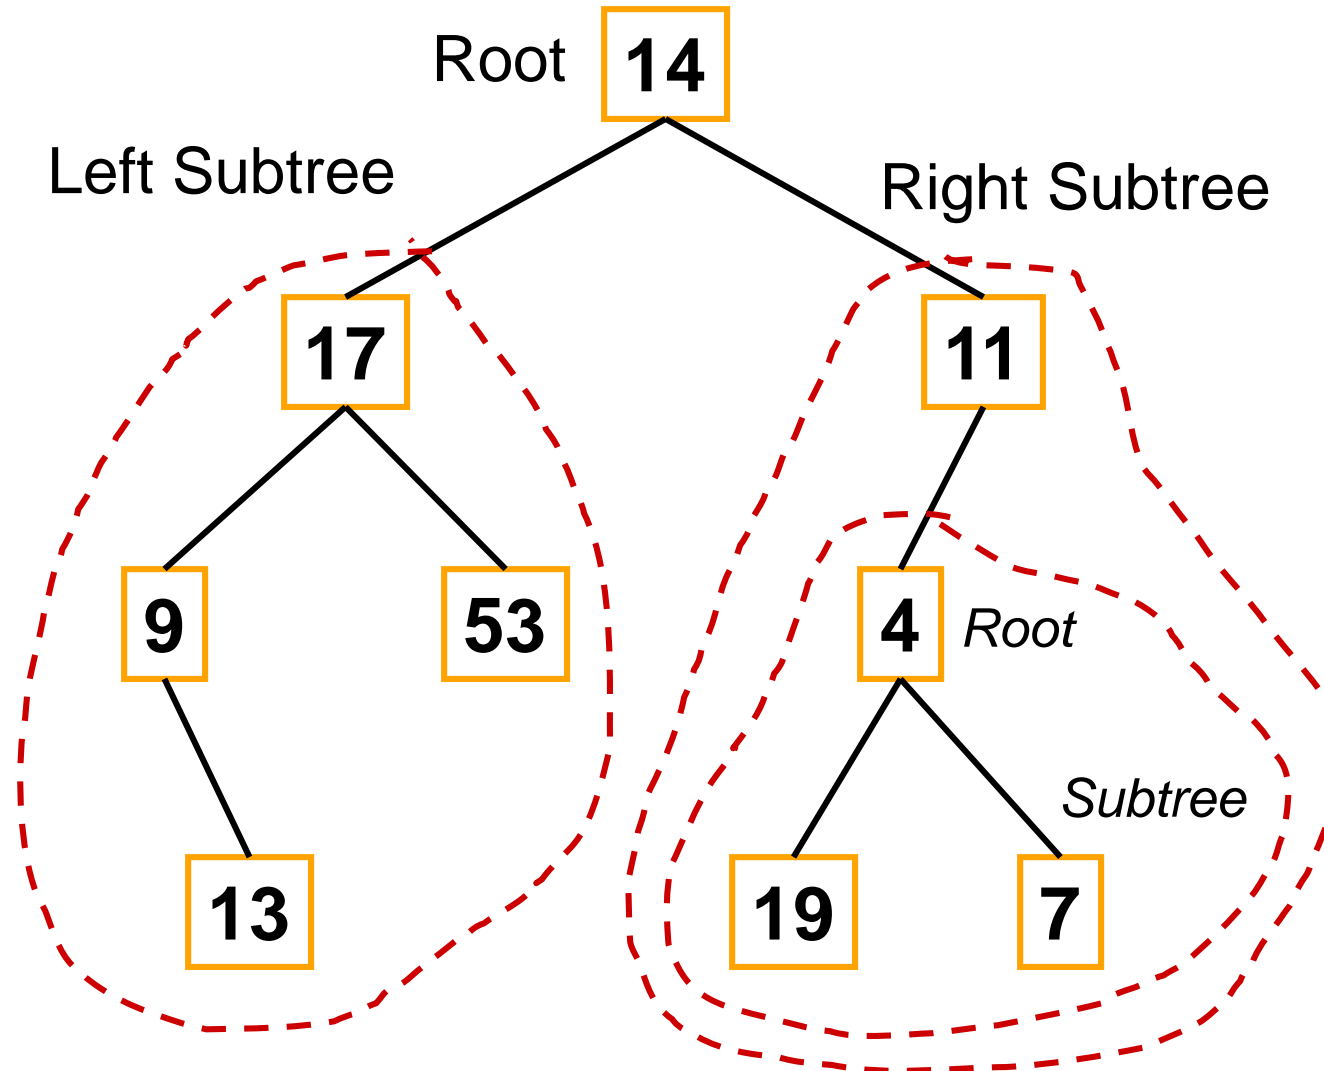 Root 14
Left Subtree
Right Subtree
17 11
9 53 4 Root
Subtree
13 19 7